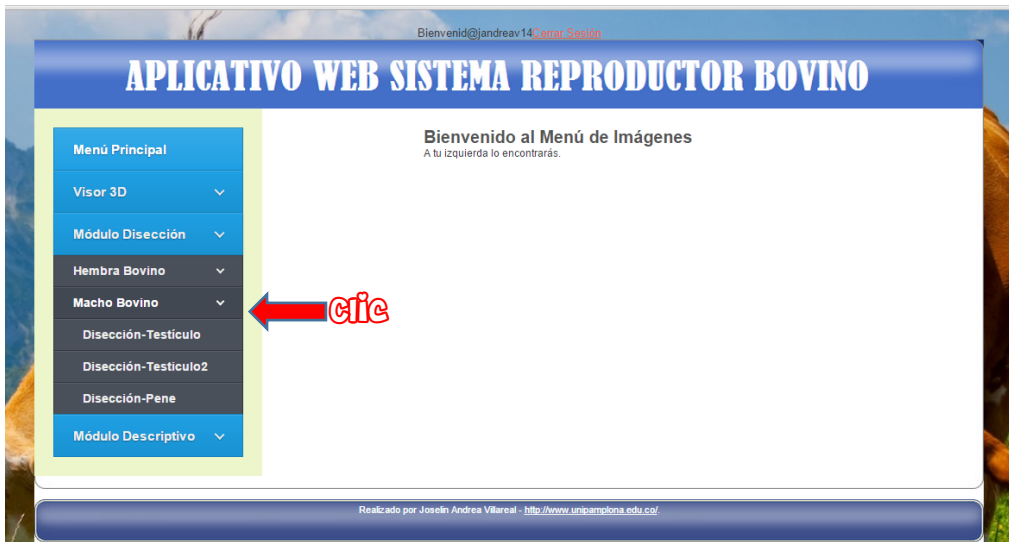 Bienvenid@jandreav14Cerrar Sesión
APLICATIVO WEB SISTEMA REPRODUCTOR BOVINO
Menú Principal
Visor 3D
Módulo Disección
Hembra Bovino
Macho Bovino
Disección-Testículo
Disección-Testiculo2
Disección-Pene
Módulo Descriptivo
Bienvenido al Menú de Imágenes
A tu izquierda lo encontrarás.
Clic
Realizado por Joselin Andrea Villareal - http://www.unipamplona.edu.co/.